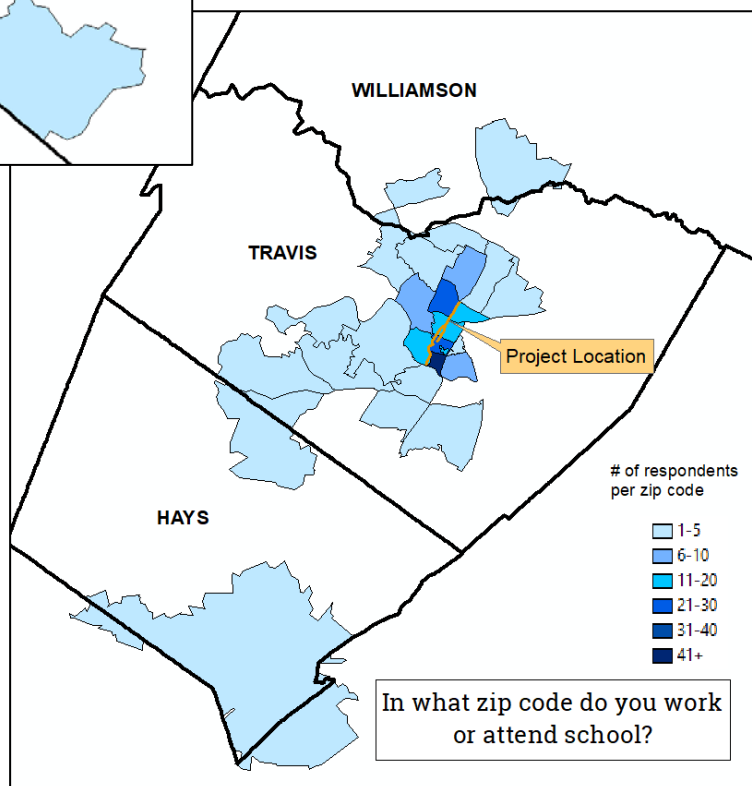 WILLIAMSON
TRAVIS
Project Location
HAYS
# of respondents
per zip code
1-5
6-10
11-20
21-30
31-40
41+
In what zip code do you work
or attend school?